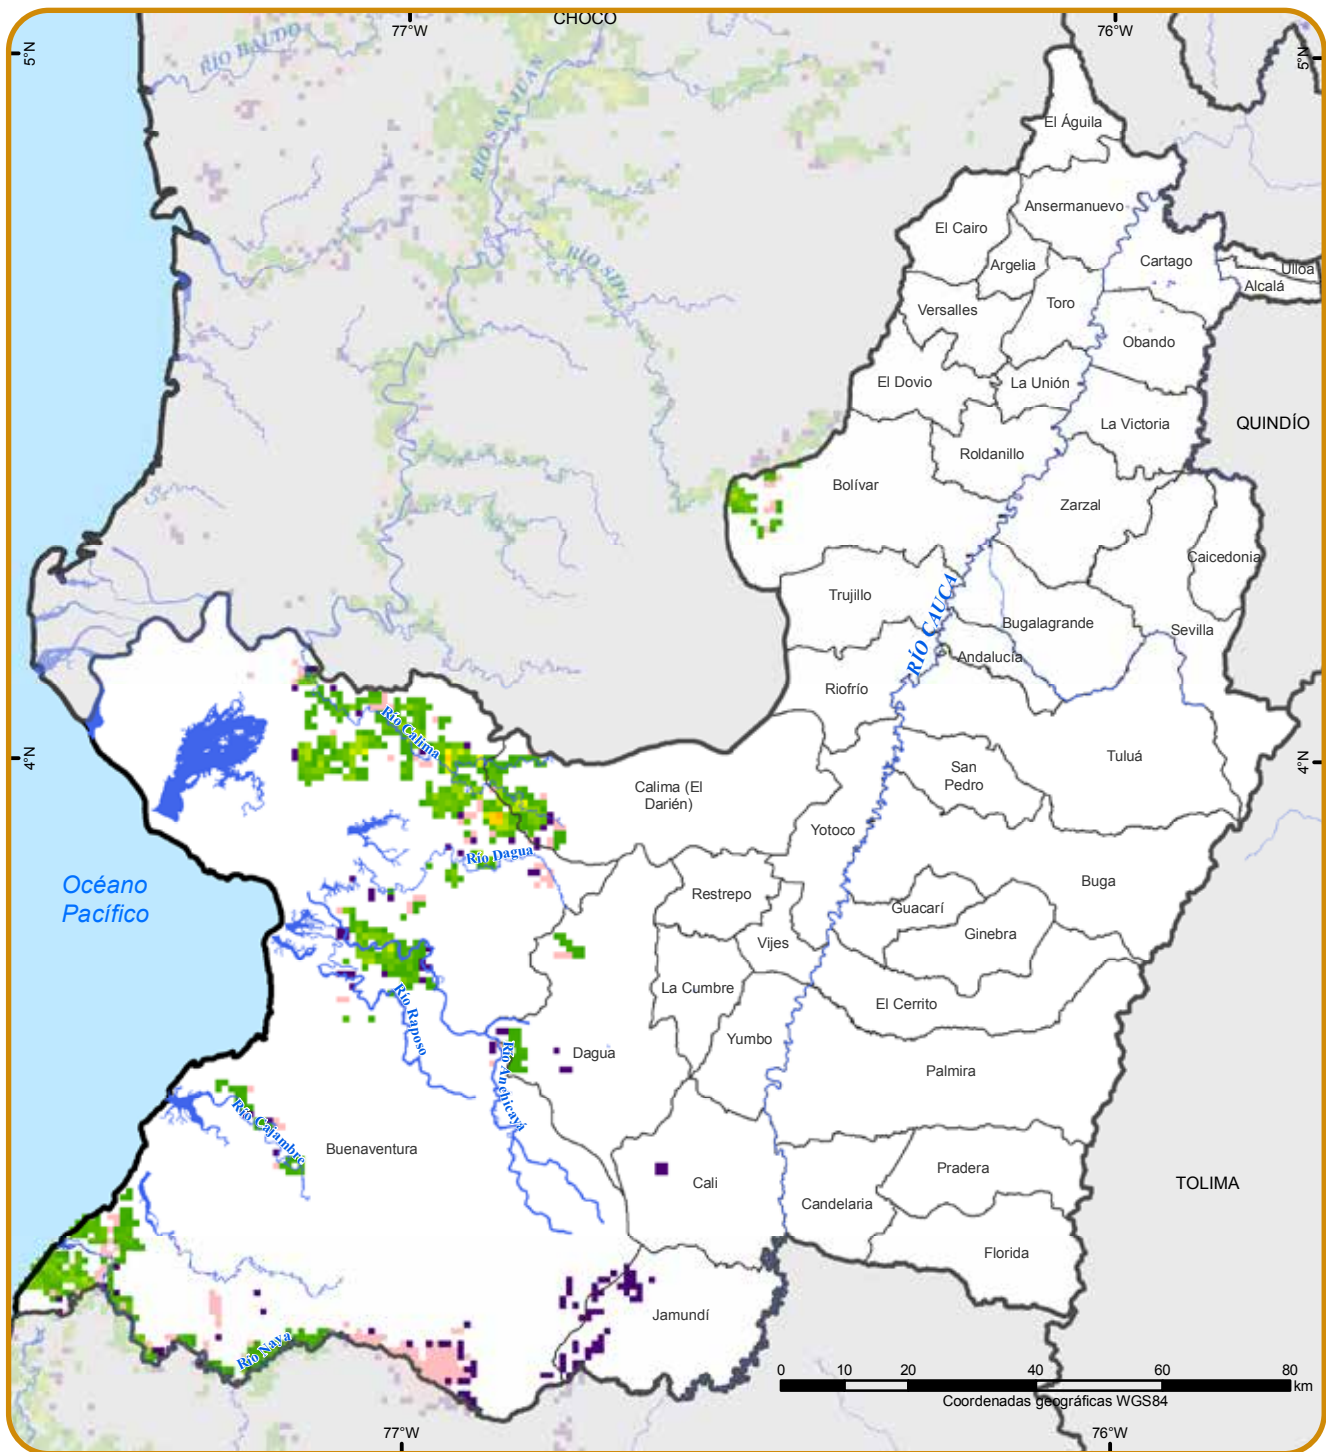 CHOCO
77°W
76°W
5°N
5°N
RÍO BAUDO
RÍO SAN JUAN
El Águila
Ansermanuevo
El Cairo
Argelia
Cartago
Ulloa
Alcalá
RÍO SIPI
Versalles
Toro
Obando
El Dovio
La Unión
La Victoria
QUINDÍO
Roldanillo
Bolívar
Zarzal
Caicedonia
Trujillo
RÍO CAUCA
Bugalagrande
Sevilla
Andalucía
Riofrío
Río Calima
4°N
4°N
Tuluá
San
Pedro
Calima (El
Darién)
Yotoco
Río Dagua
Océano
Pacífico
Restrepo
Buga
Guacarí
Ginebra
Vijes
La Cumbre
El Cerrito
Río Raposo
Yumbo
Dagua
Río Anchicayá
Palmira
Río Cajambre
Buenaventura
Pradera
Cali
TOLIMA
Candelaria
Florida
Jamundí
Río Naya
0 10 20 40 60 80
km
Coordenadas geográficas WGS84
77°W
76°W